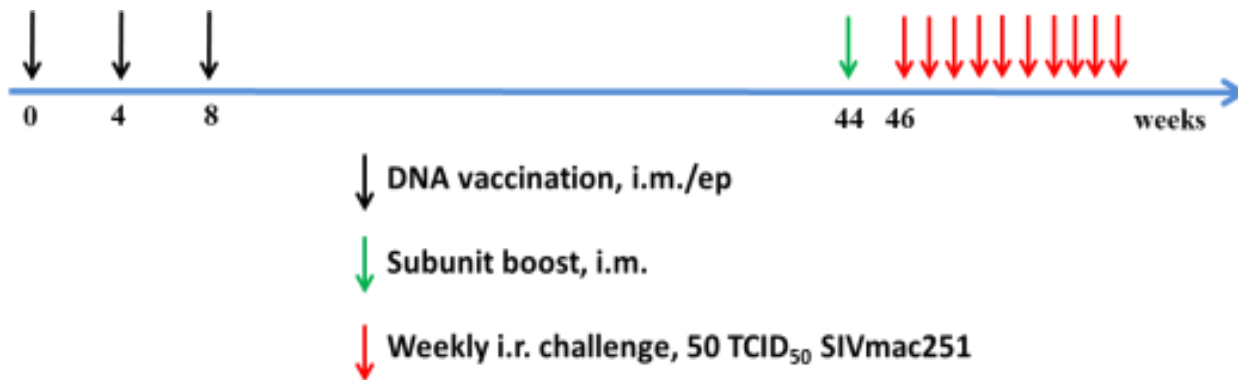 0 4 8 44 46 weeks
DNA vaccination, i.m./ep
Subunit boost, i.m.
Weekly i.r. challenge, 50 TCID₅₀ SIVmac251